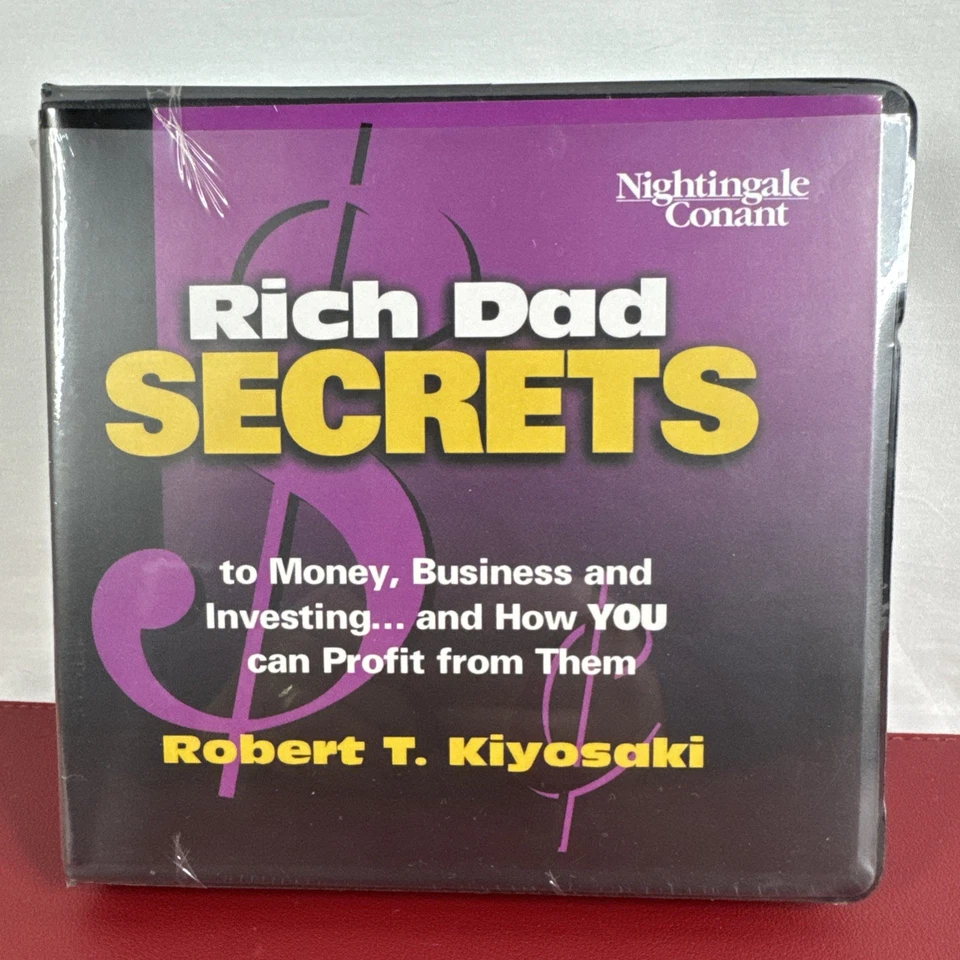 Nightingale
Conant
Rich Dad
SECRETS
to Money, Business and
Investing... and How YOU
can Profit from Them
Robert T. Kiyosaki